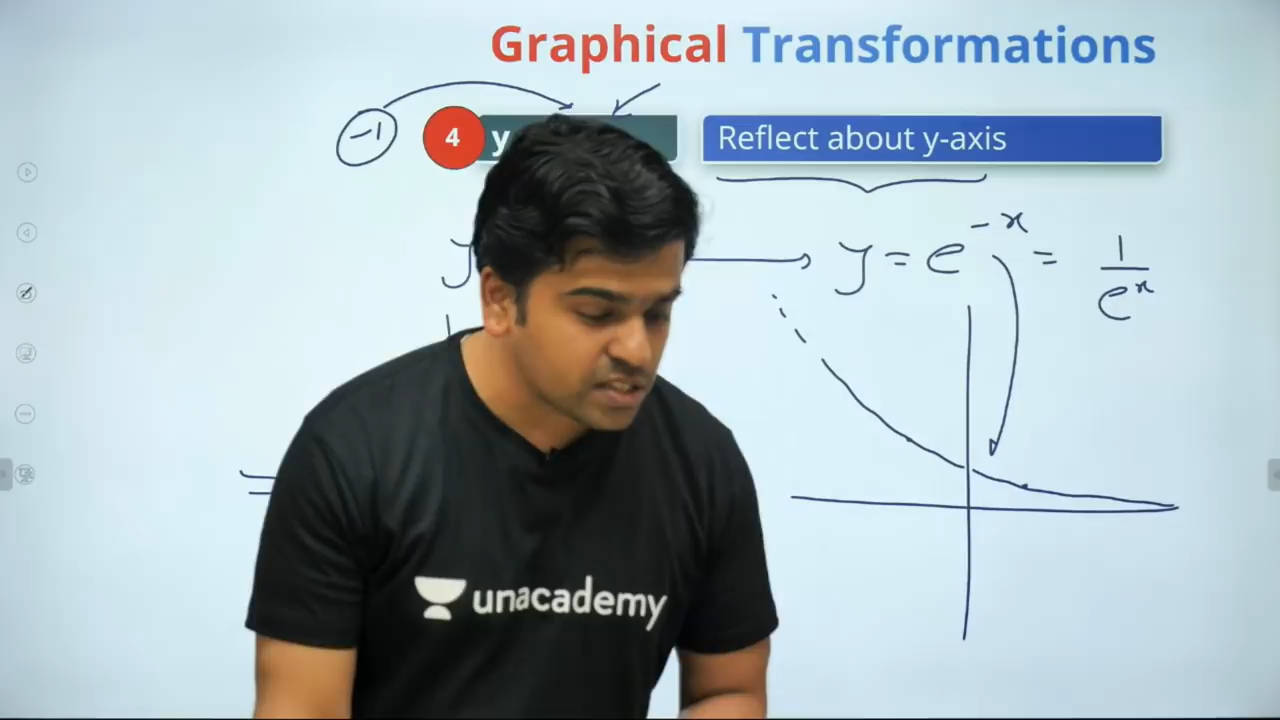 Graphical Transformations
-1 4 y Reflect about y-axis
y y = e^{-x} = 1/e^x
unacademy